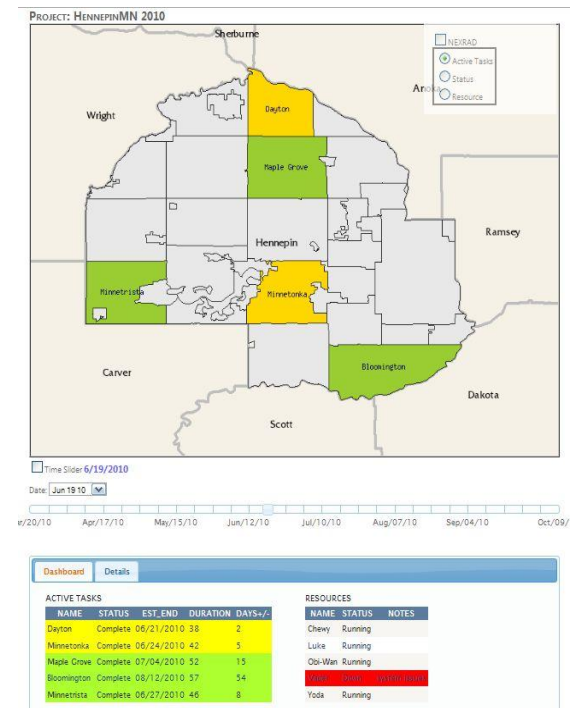 PROJECT: HENNEPINMN 2010
Sherburne
NEXRAD
Active Tasks
Status
Resource
Anoka
Wright
Dayton
Maple Grove
Ramsey
Hennepin
Minnetrista
Minnetonka
Carver
Bloomington
Dakota
Scott
Time Slider 6/19/2010
Date: Jun 19 10
/20/10 Apr/17/10 May/15/10 Jun/12/10 Jul/10/10 Aug/07/10 Sep/04/10 Oct/09/
Dashboard Details
ACTIVE TASKS
NAME STATUS EST_END DURATION DAYS+/-
Dayton Complete 06/21/2010 38 2
Minnetonka Complete 06/24/2010 42 5
Maple Grove Complete 07/04/2010 52 15
Bloomington Complete 08/12/2010 57 54
Minnetrista Complete 06/27/2010 46 8
RESOURCES
NAME STATUS NOTES
Chewy Running
Luke Running
Obi-Wan Running
Yoda Running